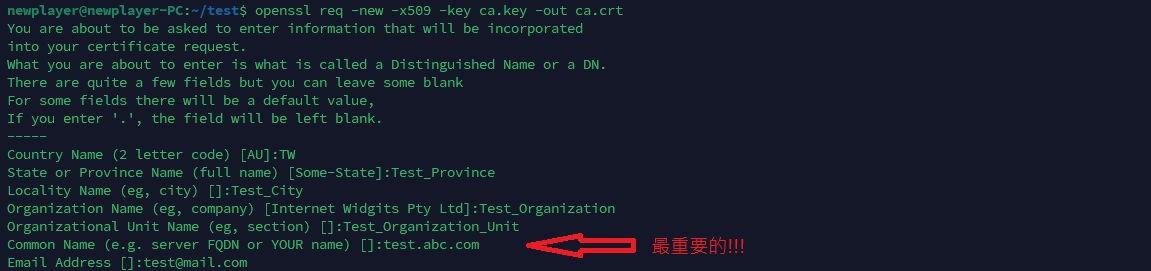 newplayer@newplayer-PC:~/test$ openssl req -new -x509 -key ca.key -out ca.crt
You are about to be asked to enter information that will be incorporated
into your certificate request.
What you are about to enter is what is called a Distinguished Name or a DN.
There are quite a few fields but you can leave some blank
For some fields there will be a default value,
If you enter '.', the field will be left blank.
-----
Country Name (2 letter code) [AU]:TW
State or Province Name (full name) [Some-State]:Test_Province
Locality Name (eg, city) []:Test_City
Organization Name (eg, company) [Internet Widgits Pty Ltd]:Test_Organization
Organizational Unit Name (eg, section) []:Test_Organization_Unit
Common Name (e.g. server FQDN or YOUR name) []:test.abc.com 最重要的!!!
Email Address []:test@mail.com